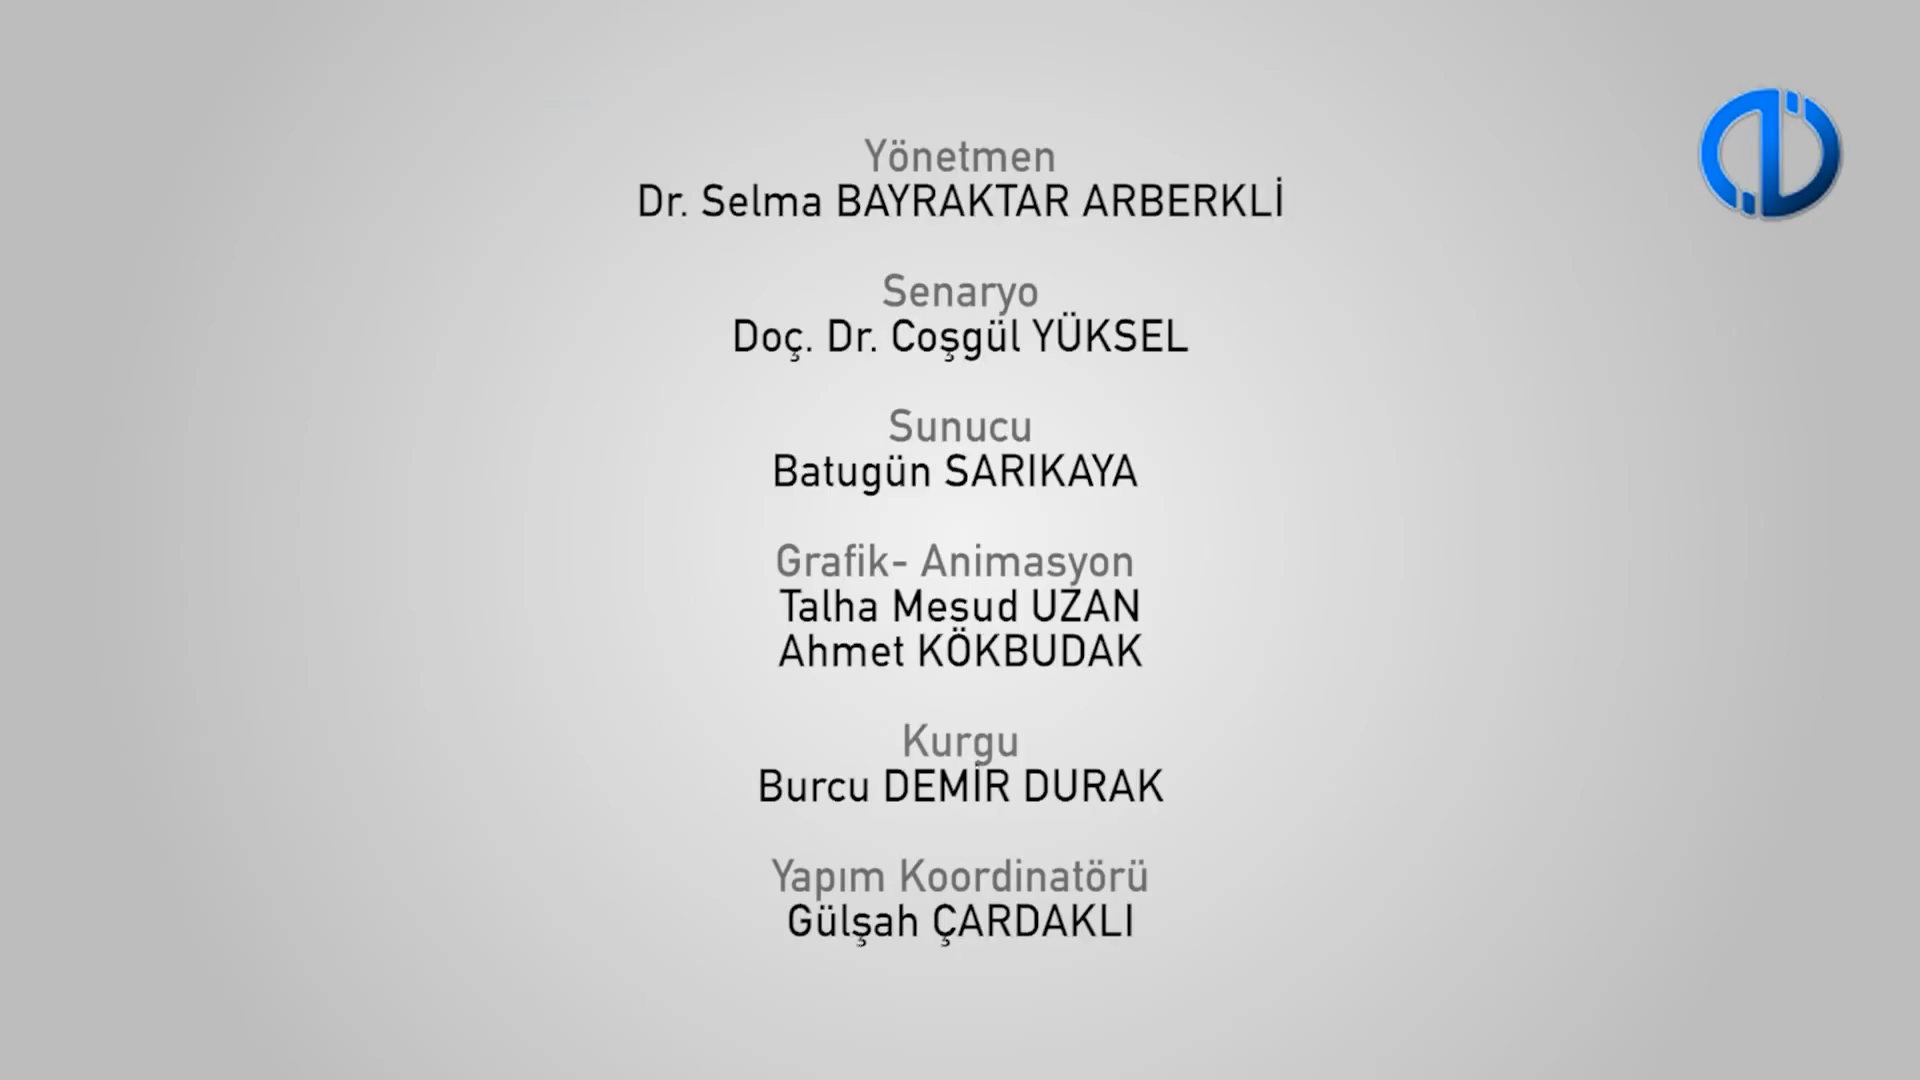 Yönetmen
Dr. Selma BAYRAKTAR ARBERKLİ
Senaryo
Doç. Dr. Coşgül YÜKSEL
Sunucu
Batugün SARIKAYA
Grafik- Animasyon
Talha Mesud UZAN
Ahmet KÖKBUDAK
Kurgu
Burcu DEMİR DURAK
Yapım Koordinatörü
Gülşah ÇARDAKLI